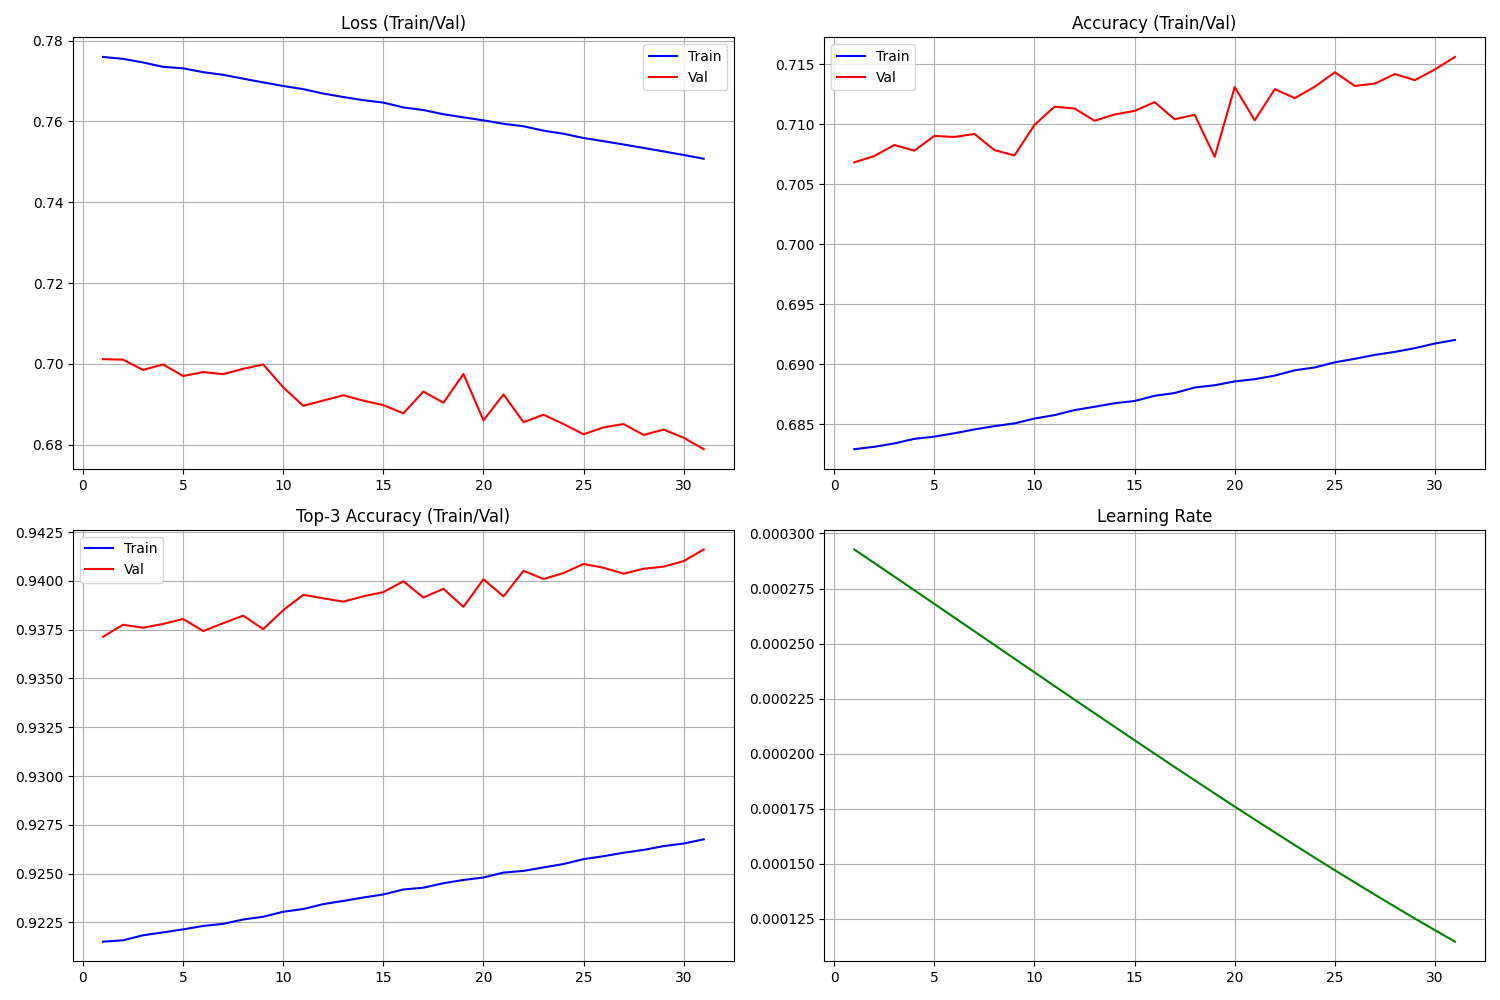 Loss (Train/Val)
0.78
0.76
0.74
0.72
0.70
0.68
0 5 10 15 20 25 30
Train
Val
Accuracy (Train/Val)
0.715
0.710
0.705
0.700
0.695
0.690
0.685
0 5 10 15 20 25 30
Train
Val
Top-3 Accuracy (Train/Val)
0.9425
0.9400
0.9375
0.9350
0.9325
0.9300
0.9275
0.9250
0.9225
0 5 10 15 20 25 30
Train
Val
Learning Rate
0.000300
0.000275
0.000250
0.000225
0.000200
0.000175
0.000150
0.000125
0 5 10 15 20 25 30